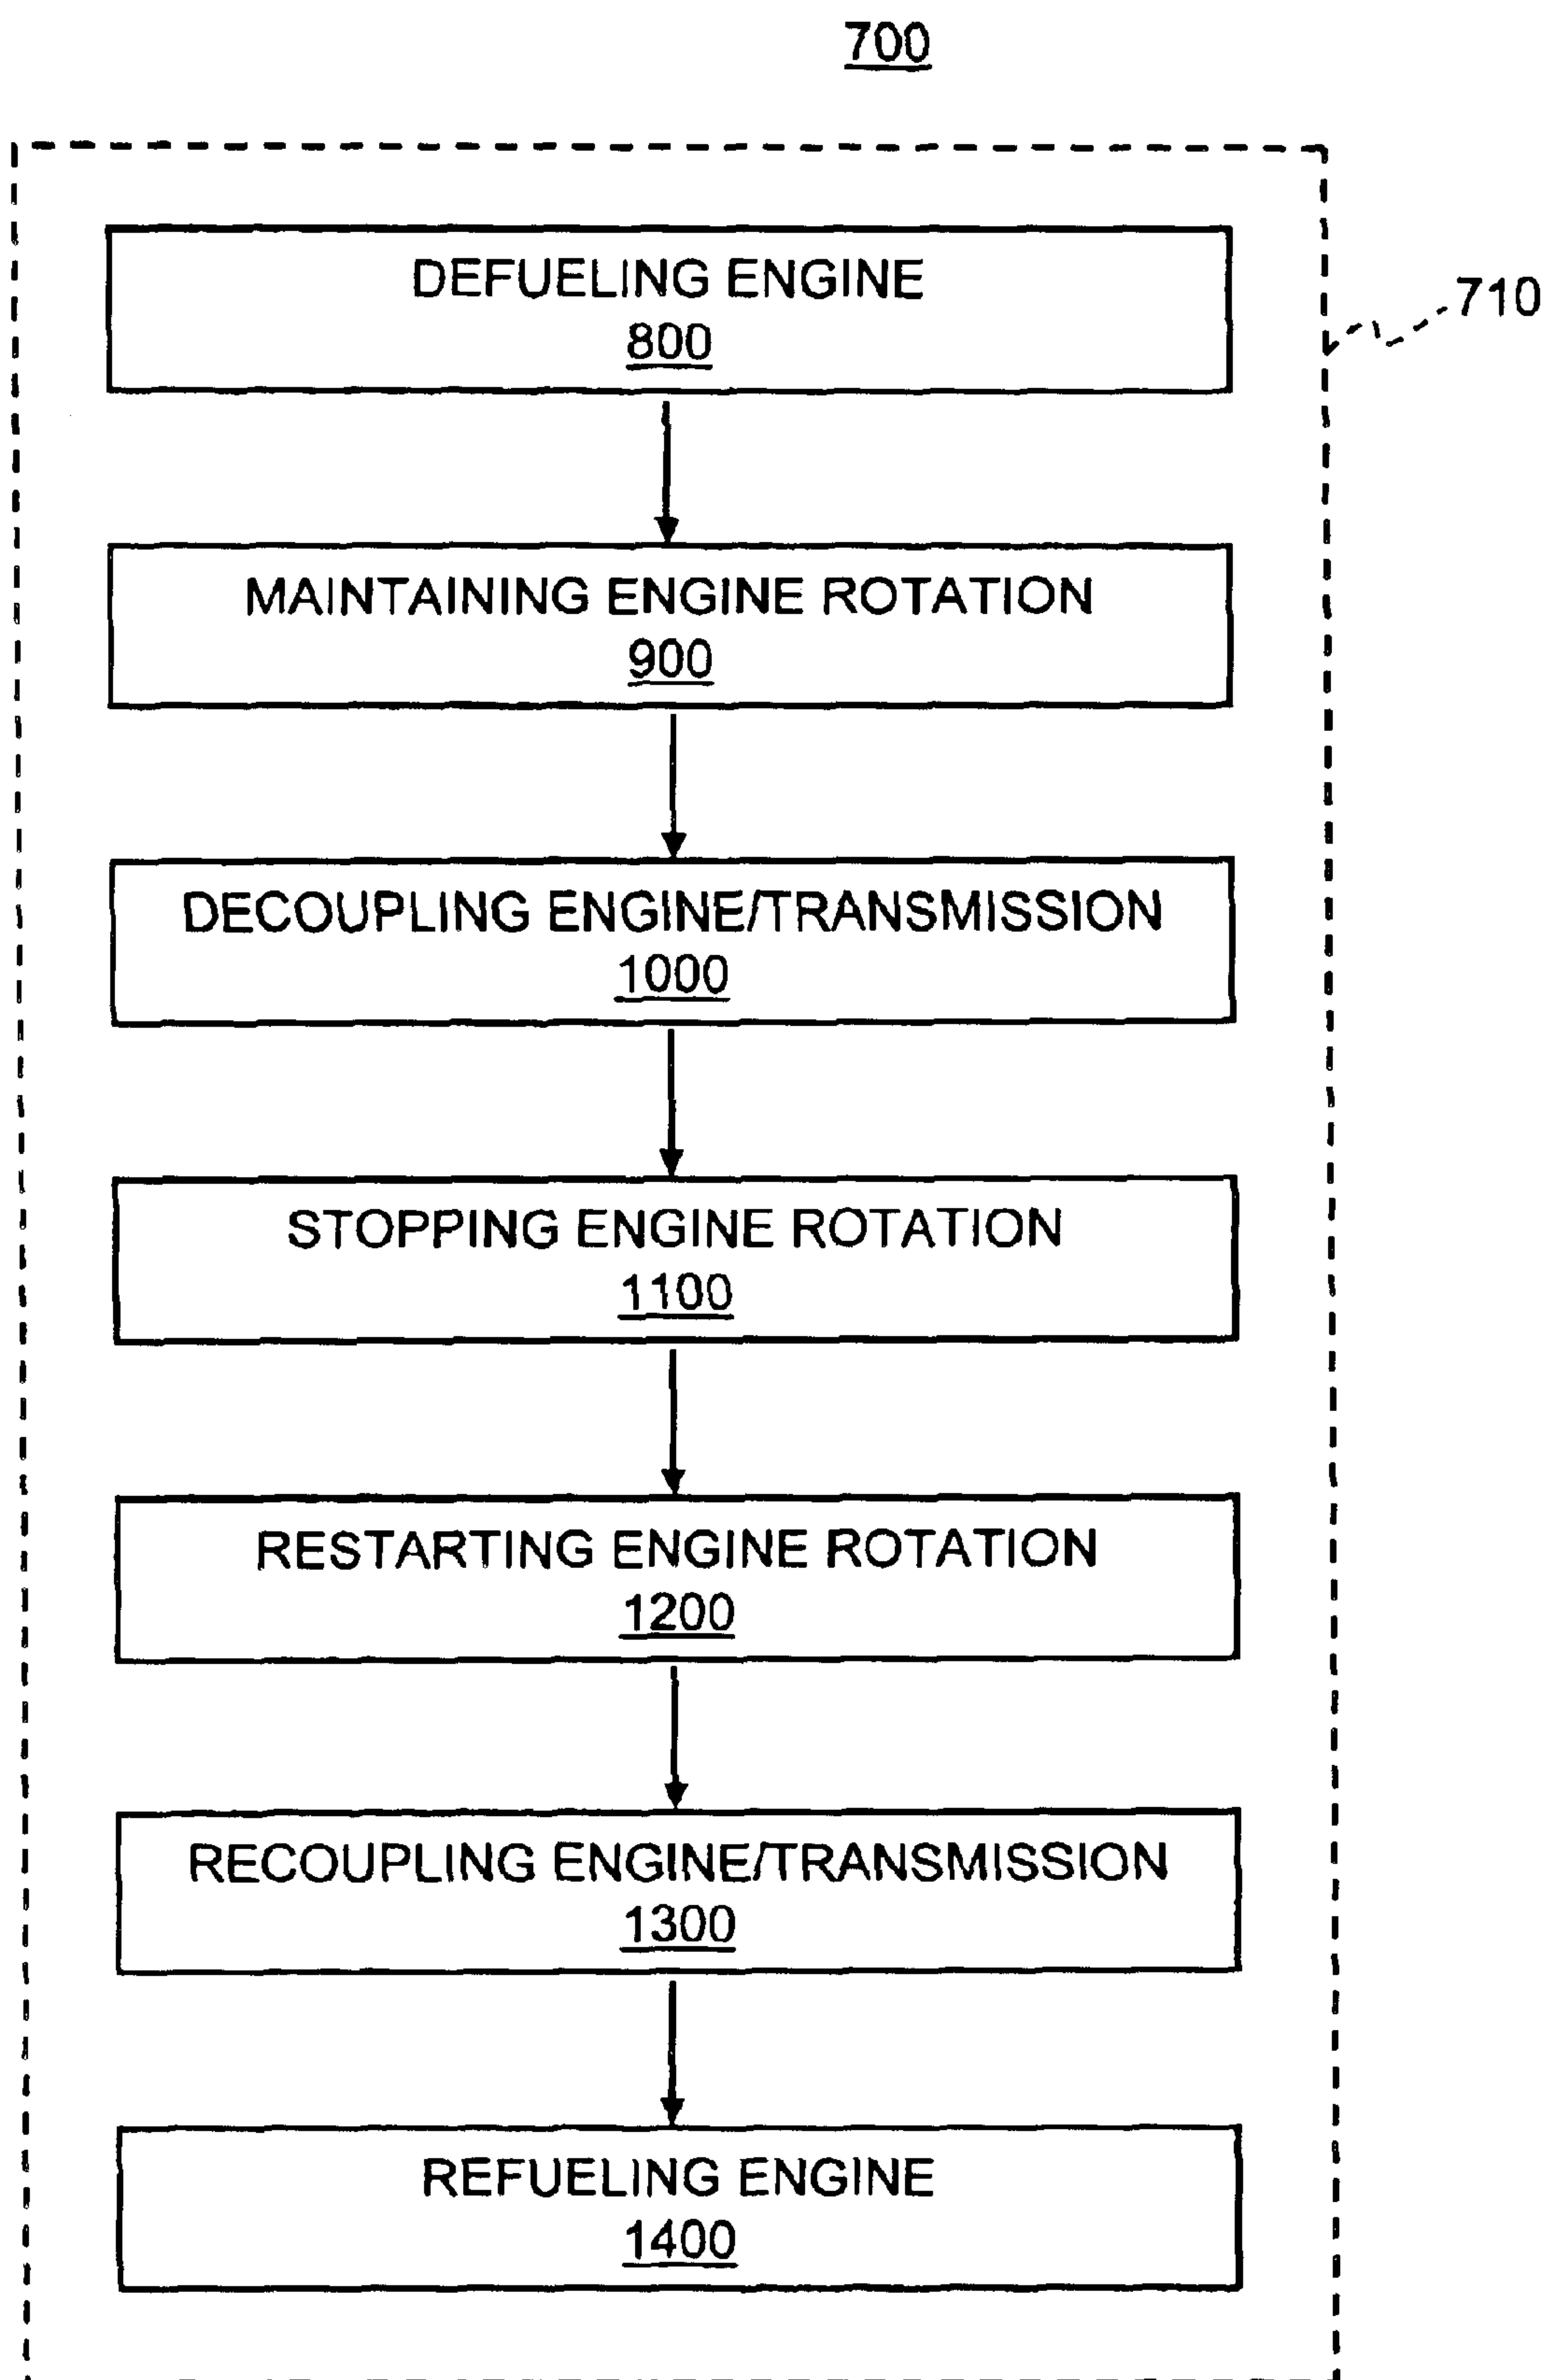 700
DEFUELING ENGINE
800
710
MAINTAINING ENGINE ROTATION
900
DECOUPLING ENGINE/TRANSMISSION
1000
STOPPING ENGINE ROTATION
1100
RESTARTING ENGINE ROTATION
1200
RECOUPLING ENGINE/TRANSMISSION
1300
REFUELING ENGINE
1400